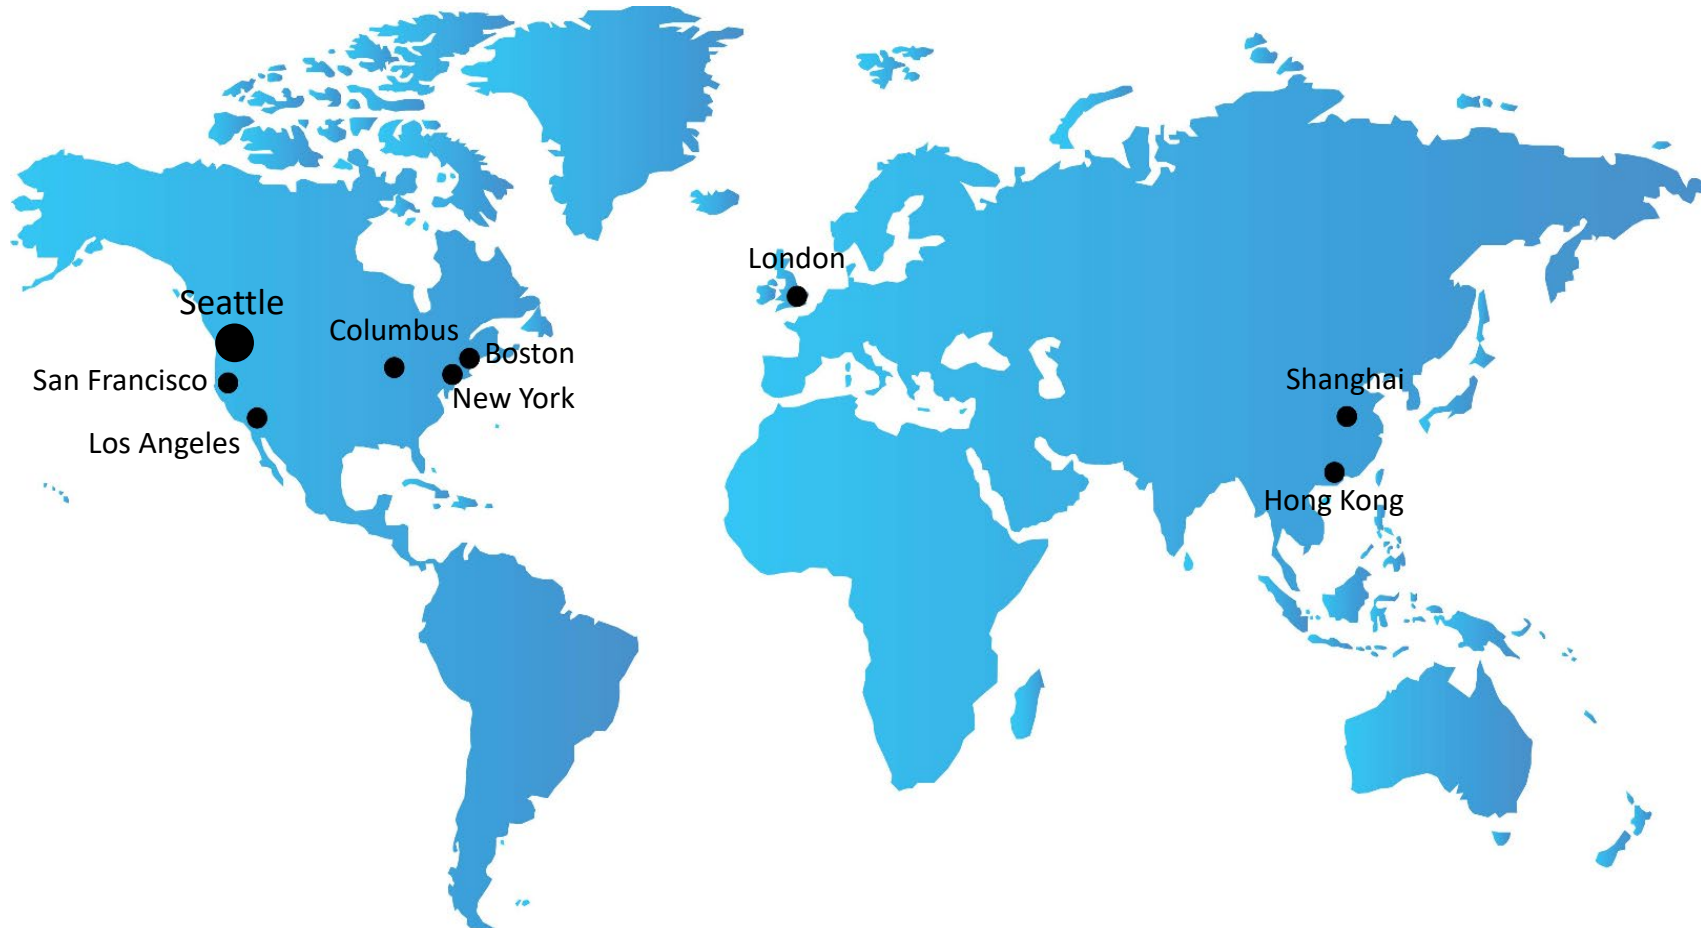 London
Seattle
Columbus
Boston
San Francisco
New York
Shanghai
Los Angeles
Hong Kong